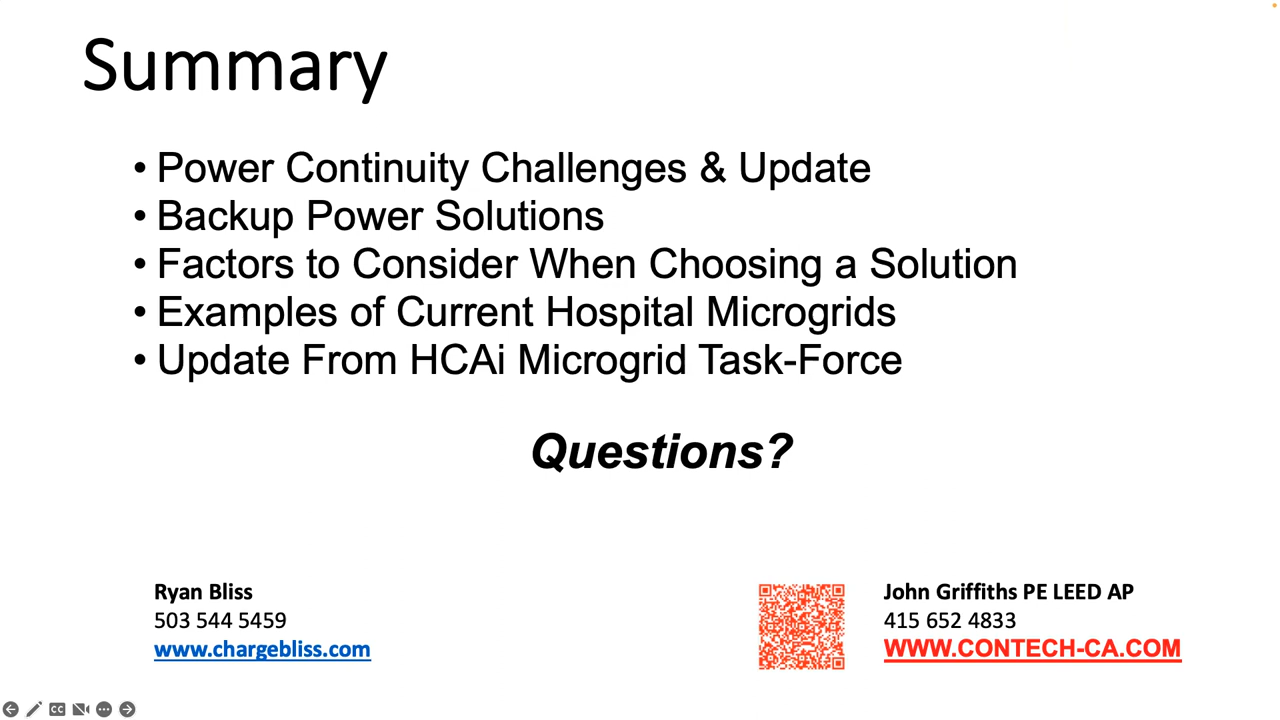 Summary
• Power Continuity Challenges & Update
• Backup Power Solutions
• Factors to Consider When Choosing a Solution
• Examples of Current Hospital Microgrids
• Update From HCAi Microgrid Task-Force
Questions?
Ryan Bliss
503 544 5459
www.chargebliss.com
John Griffiths PE LEED AP
415 652 4833
WWW.CONTECH-CA.COM
CC